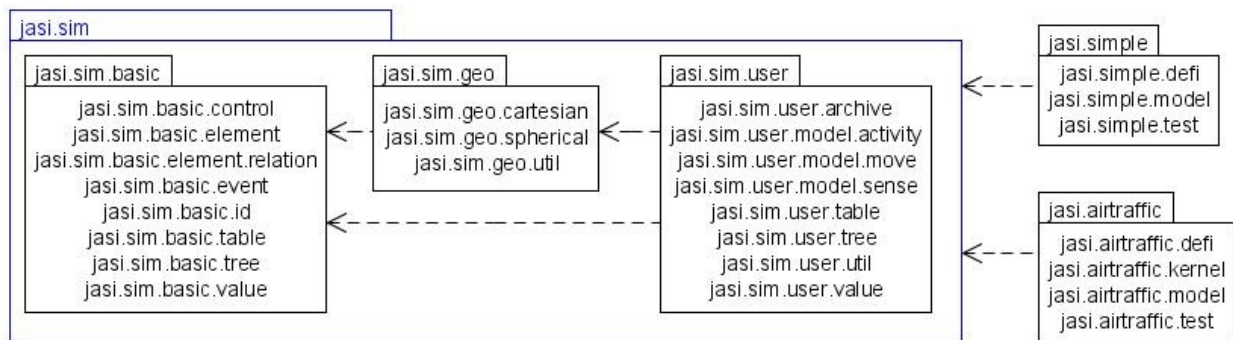 jasi.sim
jasi.sim.basic
jasi.sim.basic.control
jasi.sim.basic.element
jasi.sim.basic.element.relation
jasi.sim.basic.event
jasi.sim.basic.id
jasi.sim.basic.table
jasi.sim.basic.tree
jasi.sim.basic.value
jasi.sim.geo
jasi.sim.geo.cartesian
jasi.sim.geo.spherical
jasi.sim.geo.util
jasi.sim.user
jasi.sim.user.archive
jasi.sim.user.model.activity
jasi.sim.user.model.move
jasi.sim.user.model.sense
jasi.sim.user.table
jasi.sim.user.tree
jasi.sim.user.util
jasi.sim.user.value
jasi.simple
jasi.simple.defi
jasi.simple.model
jasi.simple.test
jasi.airtraffic
jasi.airtraffic.defi
jasi.airtraffic.kernel
jasi.airtraffic.model
jasi.airtraffic.test